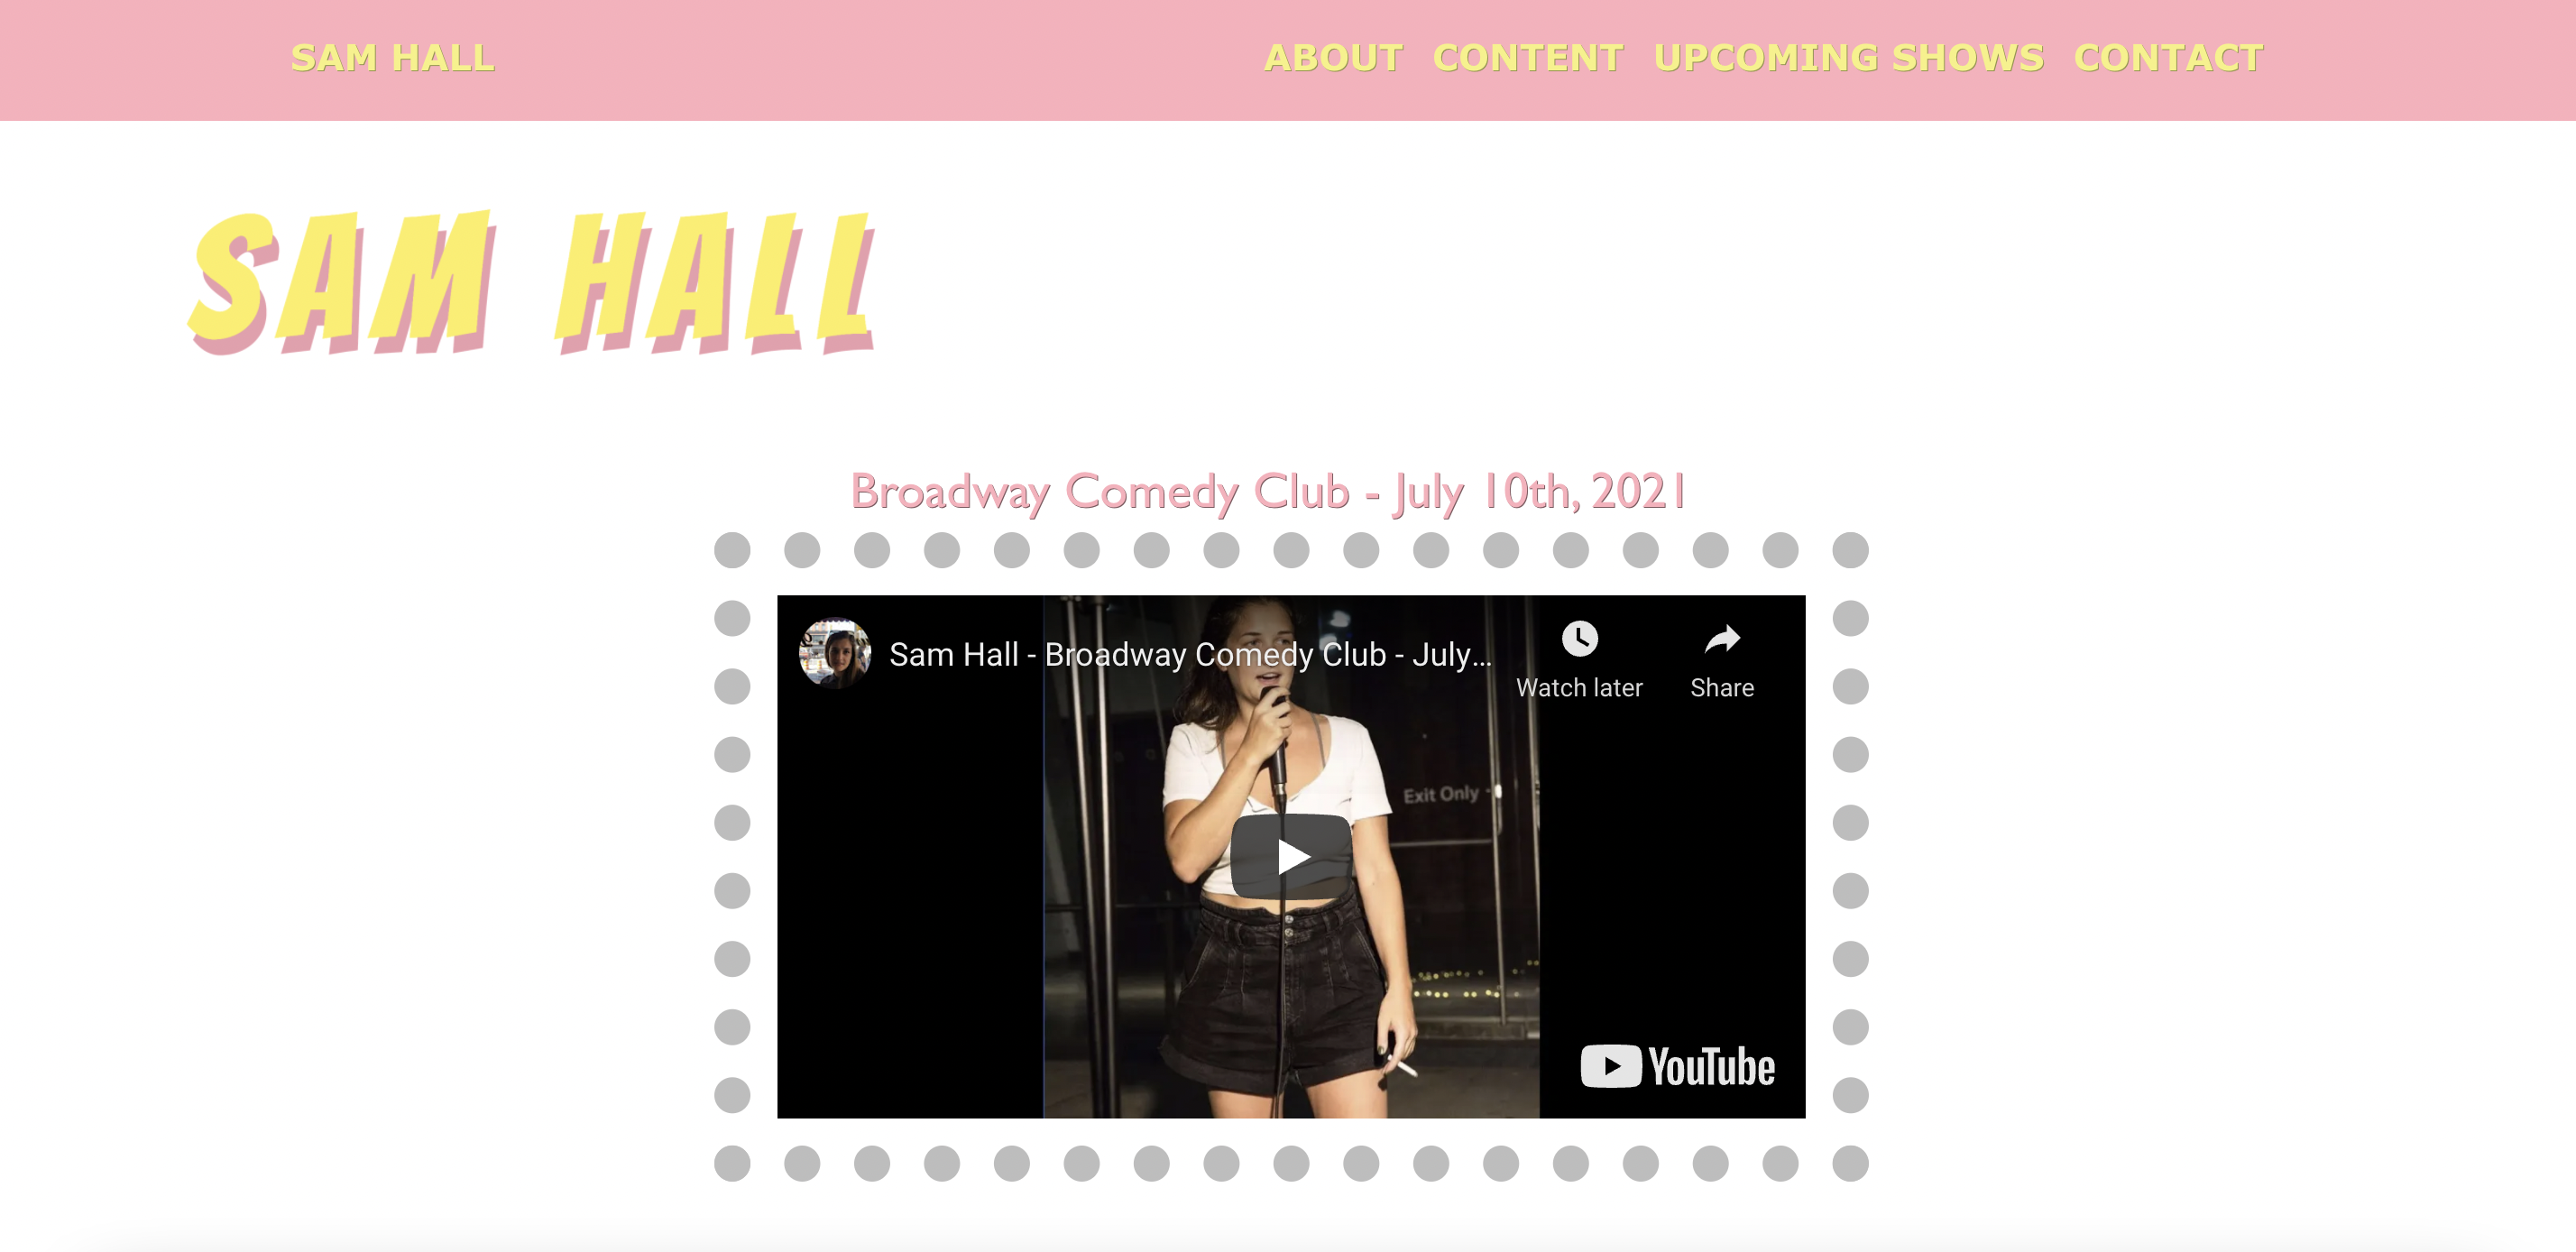 SAM HALL ABOUT CONTENT UPCOMING SHOWS CONTACT
SAM HALL
Broadway Comedy Club - July 10th, 2021
Sam Hall - Broadway Comedy Club - July...
Watch later Share
Exit Only
YouTube